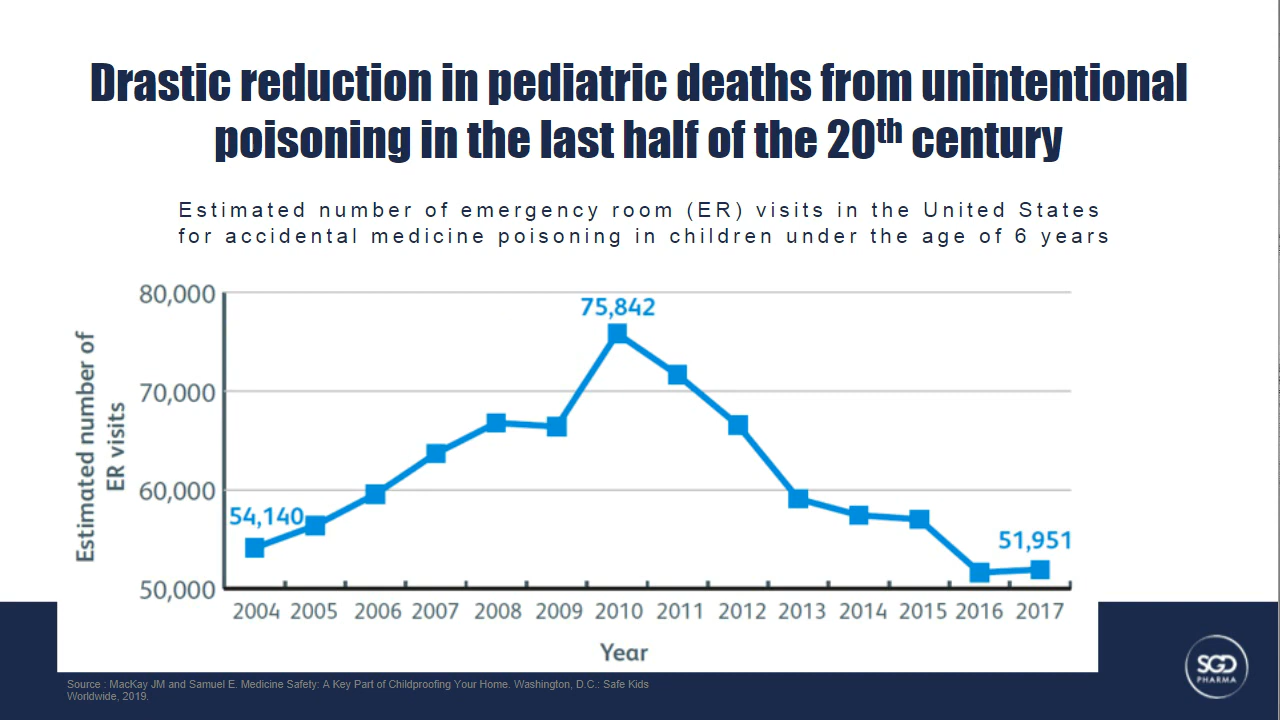 Drastic reduction in pediatric deaths from unintentional
poisoning in the last half of the 20th century
Estimated number of emergency room (ER) visits in the United States
for accidental medicine poisoning in children under the age of 6 years
80,000
70,000
60,000
50,000
Estimated number of
ER visits
54,140
75,842
51,951
2004 2005 2006 2007 2008 2009 2010 2011 2012 2013 2014 2015 2016 2017
Year
Source : MacKay JM and Samuel E. Medicine Safety: A Key Part of Childproofing Your Home. Washington, D.C.: Safe Kids
Worldwide, 2019.
SGD
PHARMA